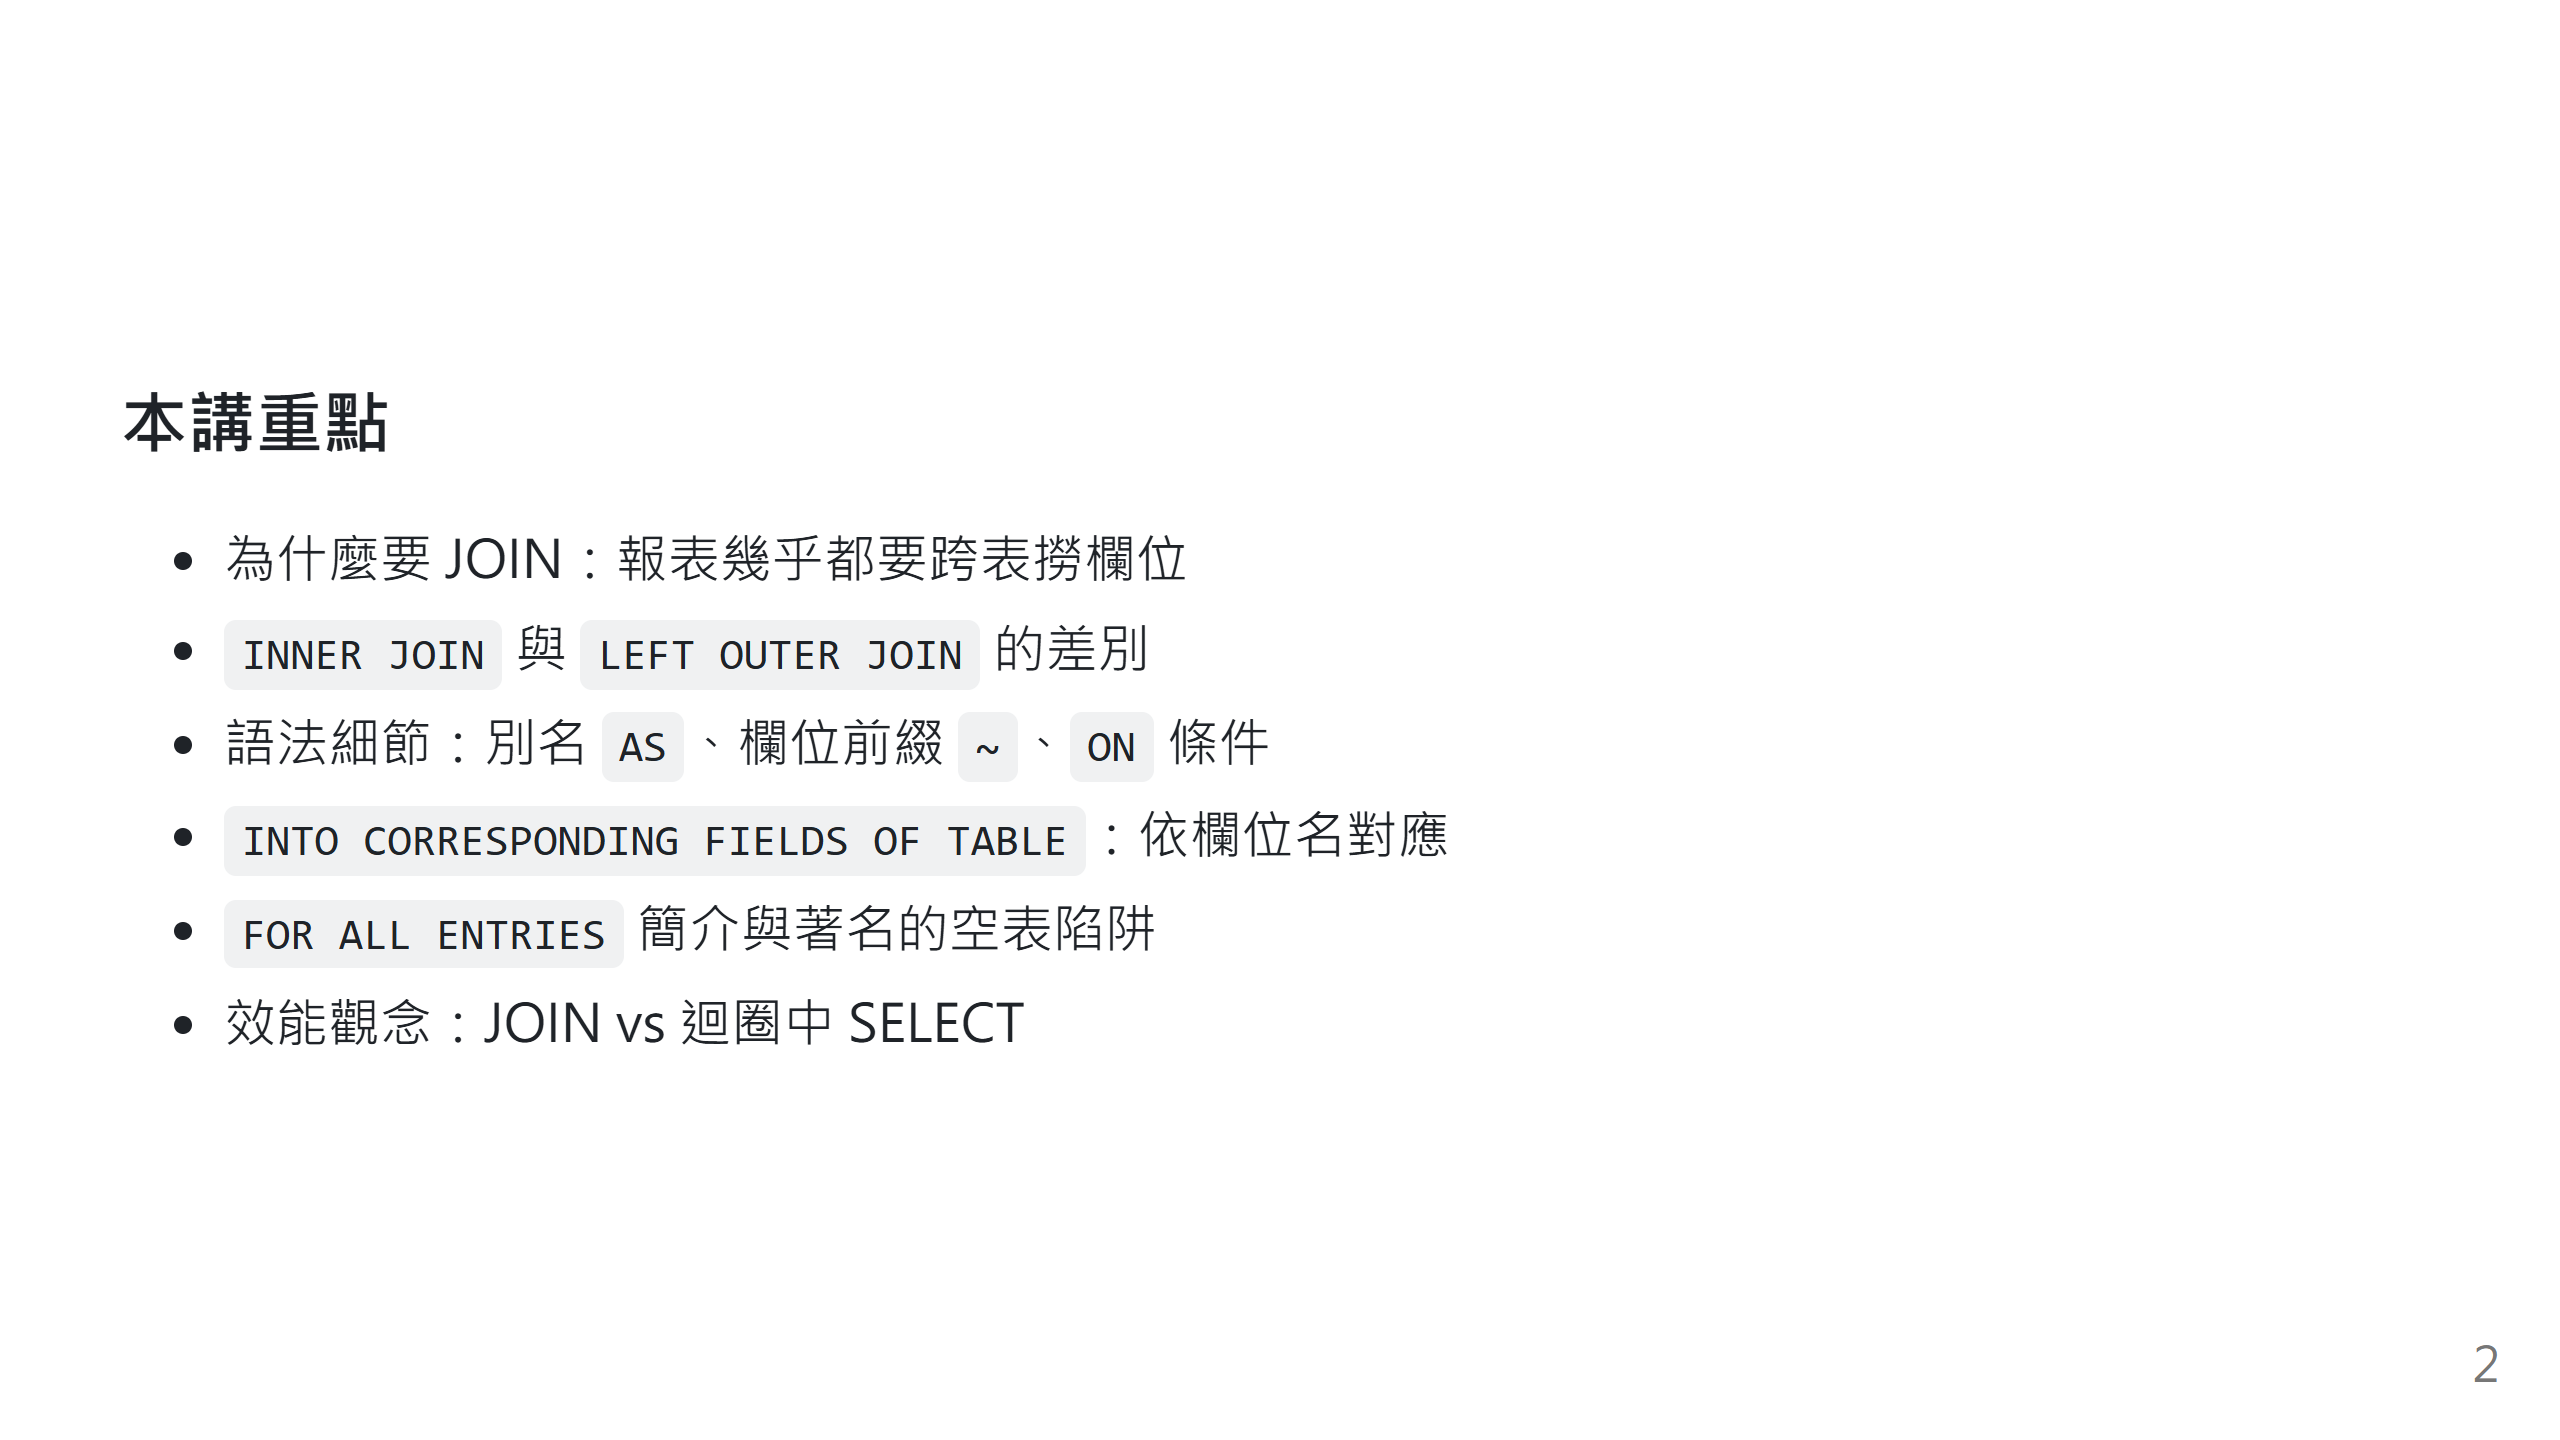 本講重點
為什麼要 JOIN：報表幾乎都要跨表撈欄位
INNER JOIN 與 LEFT OUTER JOIN 的差別
語法細節：別名 AS、欄位前綴 ~、ON 條件
INTO CORRESPONDING FIELDS OF TABLE：依欄位名對應
FOR ALL ENTRIES 簡介與著名的空表陷阱
效能觀念：JOIN vs 迴圈中 SELECT
2